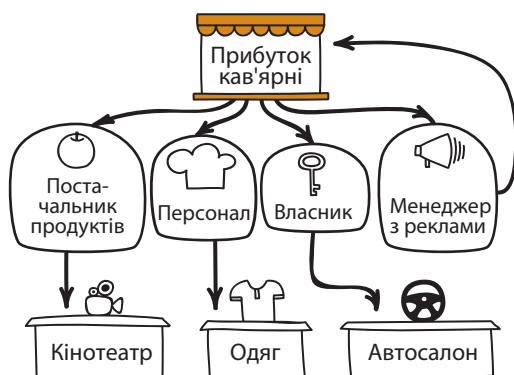 Прибуток
кав'ярні
Поста-
чальник
продуктів
Персонал
Власник
Менеджер
з реклами
Кінотеатр
Одяг
Автосалон